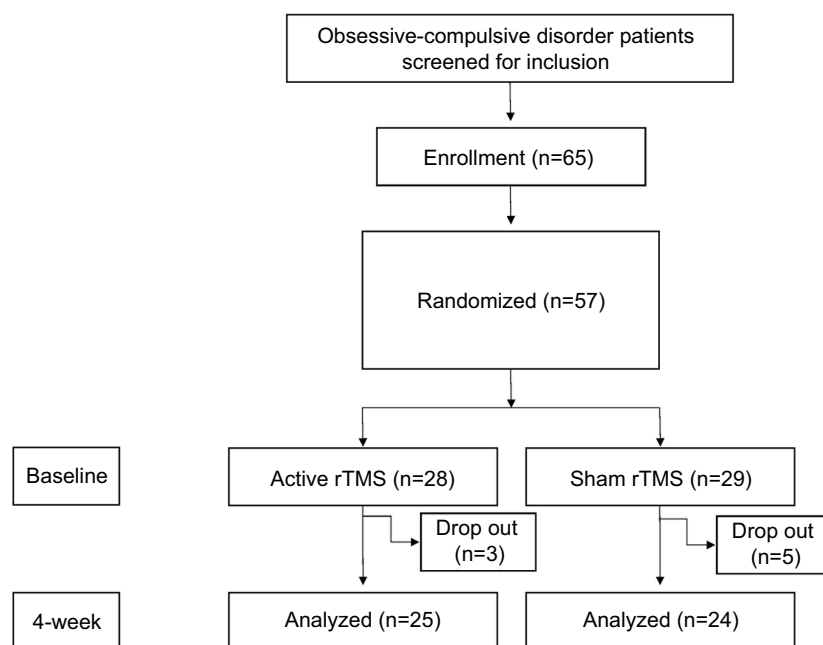 Obsessive-compulsive disorder patients
screened for inclusion
Enrollment (n=65)
Randomized (n=57)
Baseline
Active rTMS (n=28)
Sham rTMS (n=29)
Drop out
(n=3)
Drop out
(n=5)
4-week
Analyzed (n=25)
Analyzed (n=24)